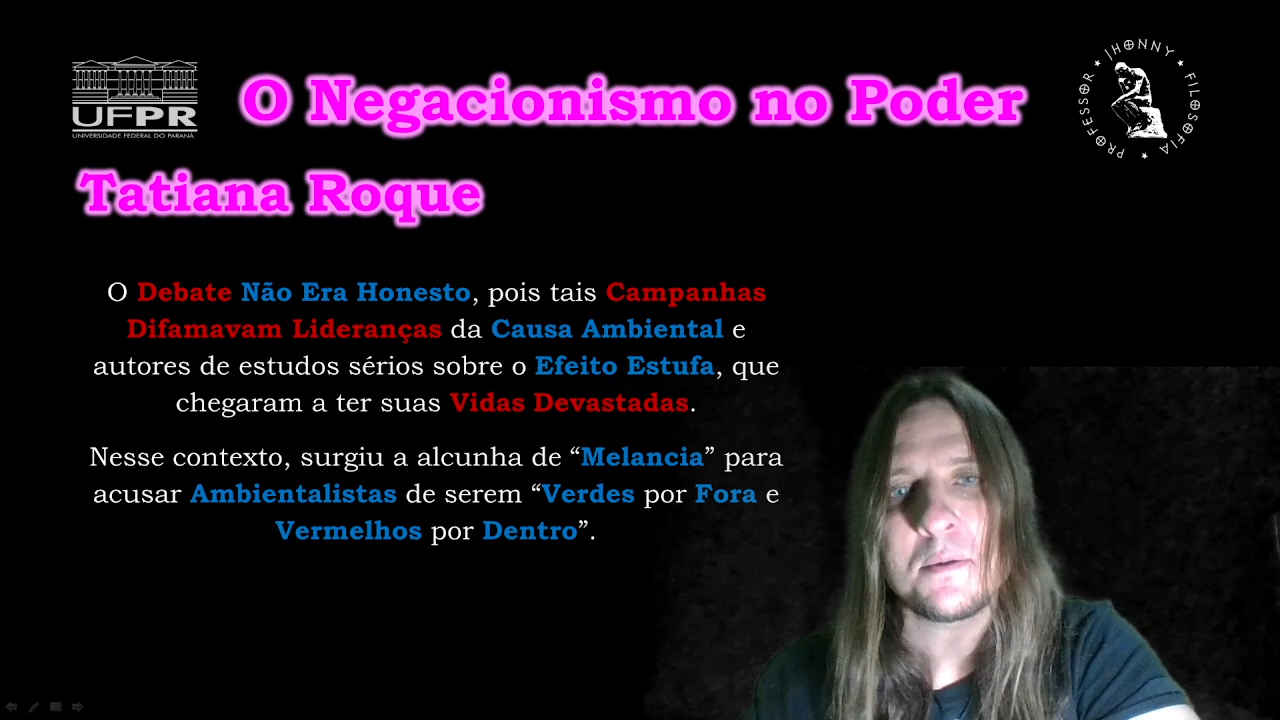 UFPR
UNIVERSIDADE FEDERAL DO PARANÁ
O Negacionismo no Poder
PROFESSOR ★ JHONNY ★ FILOSOFIA ★
Tatiana Roque
O Debate Não Era Honesto, pois tais Campanhas
Difamavam Lideranças da Causa Ambiental e
autores de estudos sérios sobre o Efeito Estufa, que
chegaram a ter suas Vidas Devastadas.
Nesse contexto, surgiu a alcunha de “Melancia” para
acusar Ambientalistas de serem “Verdes por Fora e
Vermelhos por Dentro”.